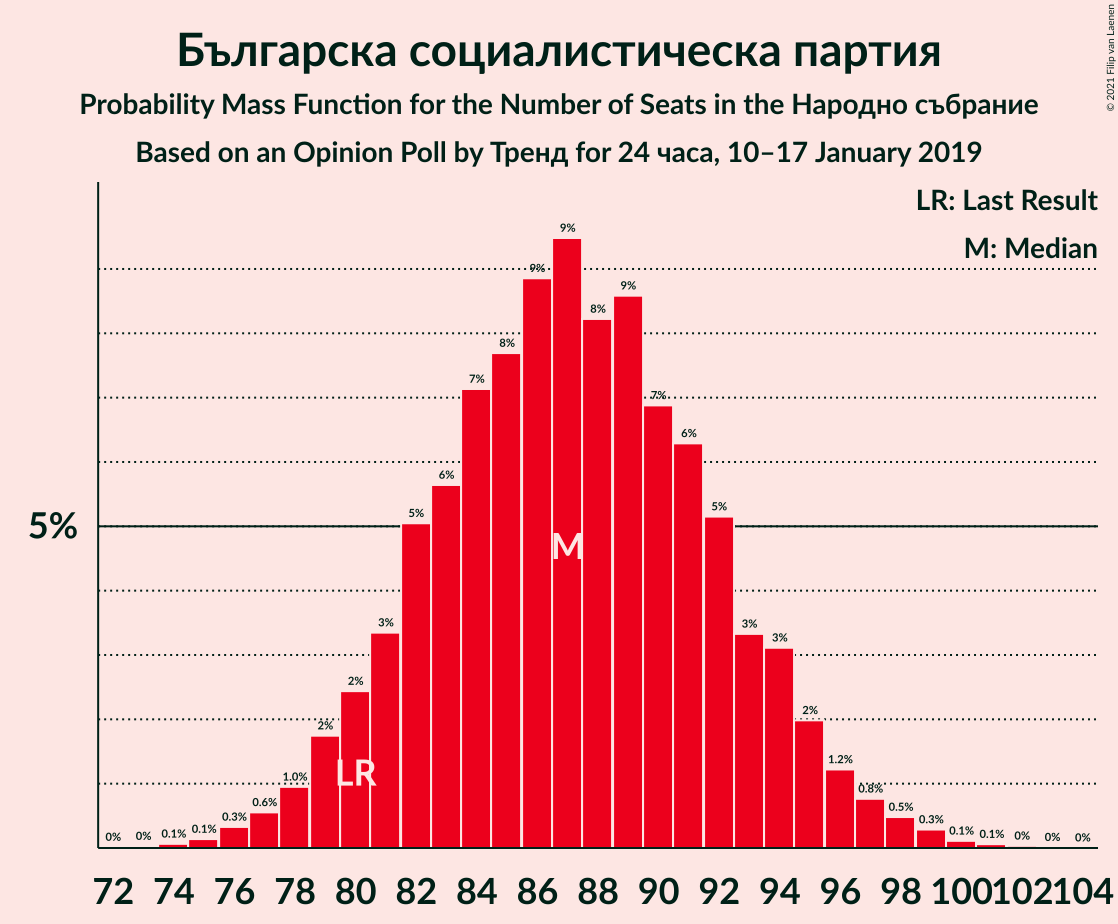 Българска социалистическа партия
Probability Mass Function for the Number of Seats in the Народно събрание
Based on an Opinion Poll by Тренд for 24 часа, 10–17 January 2019
© 2021 Filip van Laenen
LR: Last Result
M: Median
5%
0% 0% 0.1% 0.1% 0.3% 0.6% 1.0% 2% 2% 3% 5% 6% 7% 8% 9% 9% 8% 9% 7% 6% 5% 3% 3% 2% 1.2% 0.8% 0.5% 0.3% 0.1% 0.1% 0% 0% 0%
M
LR
72 74 76 78 80 82 84 86 88 90 92 94 96 98 100 102 104